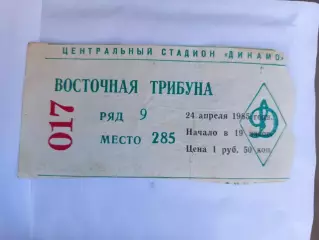 ЦЕНТРАЛЬНЫЙ СТАДИОН «ДИНАМО»
ВОСТОЧНАЯ ТРИБУНА
017
РЯД 9
МЕСТО 285
24 апреля 1985 года
Начало в 19
Цена 1 руб. 50 коп.
Д